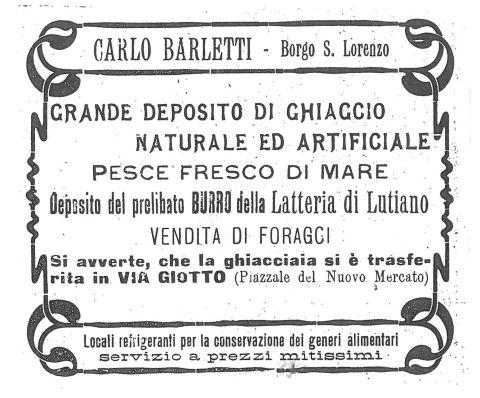 CARLO BARLETTI - Borgo S. Lorenzo
GRANDE DEPOSITO DI GHIACCIO
NATURALE ED ARTIFICIALE
PESCE FRESCO DI MARE
Deposito del prelibato BURRO della Latteria di Lutiano
VENDITA DI FORAGGI
Si avverte, che la ghiacciaia si è trasfe-
rita in VIA GIOTTO (Piazzale del Nuovo Mercato)
Locali refrigeranti per la conservazione dei generi alimentari
servizio a prezzi mitissimi